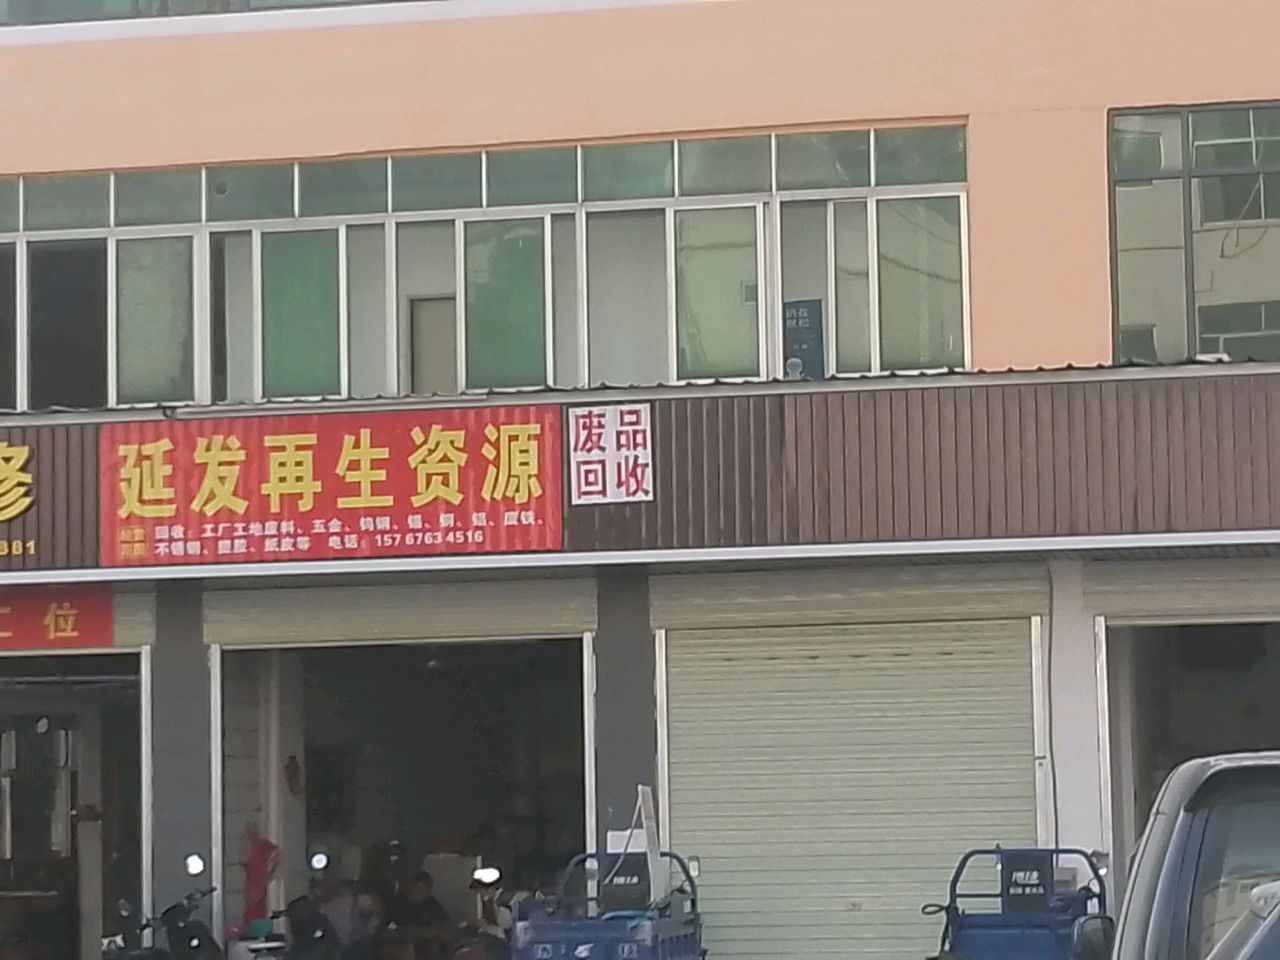 延发再生资源
废品
回收
修
回收：工厂工地废料、五金、钨钢、锡、铜、铝、废铁、
不锈钢、塑胶、纸皮等 电话：157 6763 4516
881
位